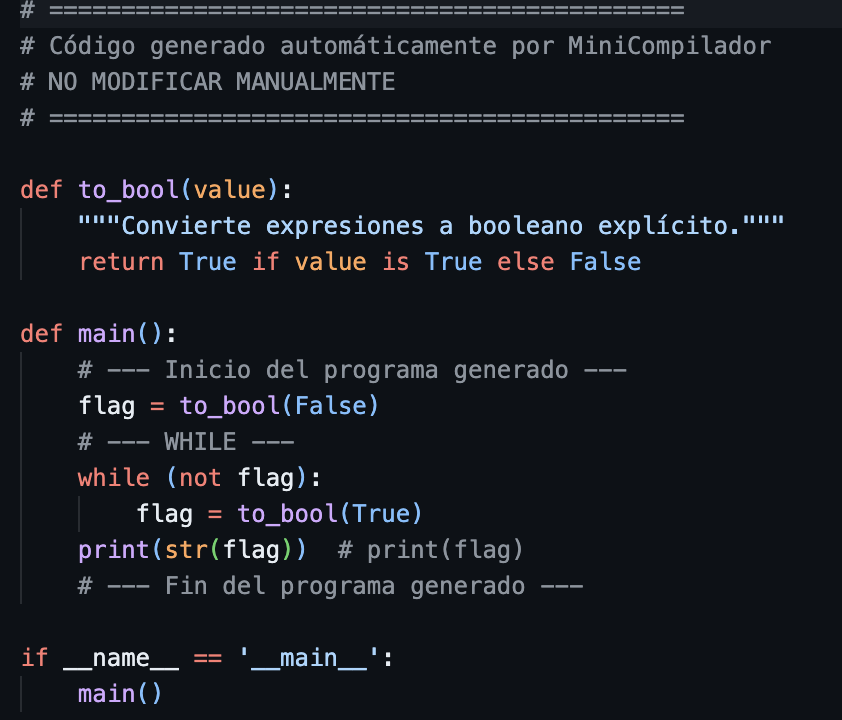 # ============================================
# Código generado automáticamente por MiniCompilador
# NO MODIFICAR MANUALMENTE
# ============================================
def to_bool(value):
    """Convierte expresiones a booleano explícito."""
    return True if value is True else False
def main():
    # --- Inicio del programa generado ---
    flag = to_bool(False)
    # --- WHILE ---
    while (not flag):
        flag = to_bool(True)
    print(str(flag))  # print(flag)
    # --- Fin del programa generado ---
if __name__ == '__main__':
    main()